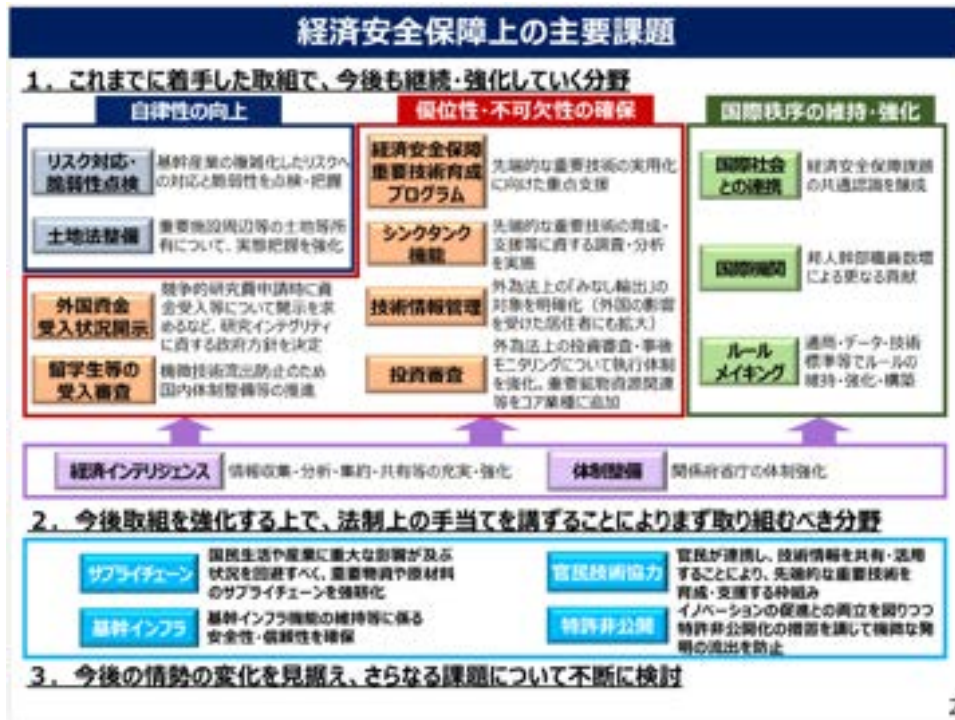 経済安全保障上の主要課題
1．これまでに着手した取組で、今後も継続・強化していく分野
自律性の向上
リスク対応・
脆弱性点検
基幹産業の複雑化したリスクへ
の対応と脆弱性を点検・把握
土地法整備
重要施設周辺等の土地等所
有について、実態把握を強化
優位性・不可欠性の確保
経済安全保障
重要技術育成
プログラム
先端的な重要技術の実用化
に向けた重点支援
シンクタンク
機能
先端的な重要技術の育成・
支援等に資する調査・分析
を実施
技術情報管理
外為法上の「みなし輸出」の
対象を明確化（外国の影響
を受けた居住者にも拡大）
投資審査
外為法上の投資審査・事後
モニタリングについて執行体制
を強化。重要鉱物資源関連
等をコア業種に追加
外国資金
受入状況開示
競争的研究費申請時に資
金受入等について開示を求
めるなど、研究インテグリティ
に資する政府方針を決定
留学生等の
受入審査
機微技術流出防止のため
国内体制整備等の推進
国際秩序の維持・強化
国際社会
との連携
経済安全保障課題
の共通認識を醸成
国際機関
邦人幹部職員数増
による更なる貢献
ルール
メイキング
通商・データ・技術
標準等でルールの
維持・強化・構築
経済インテリジェンス
情報収集・分析・集約・共有等の充実・強化
体制整備
関係府省庁の体制強化
2．今後取組を強化する上で、法制上の手当てを講ずることによりまず取り組むべき分野
サプライチェーン
国民生活や産業に重大な影響が及ぶ
状況を回避すべく、重要物資や原材料
のサプライチェーンを強靱化
基幹インフラ
基幹インフラ機能の維持等に係る
安全性・信頼性を確保
官民技術協力
官民が連携し、技術情報を共有・活用
することにより、先端的な重要技術を
育成・支援する枠組み
特許非公開
イノベーションの促進との両立を図りつつ
特許非公開化の措置を講じて機微な発
明の流出を防止
3．今後の情勢の変化を見据え、さらなる課題について不断に検討
2